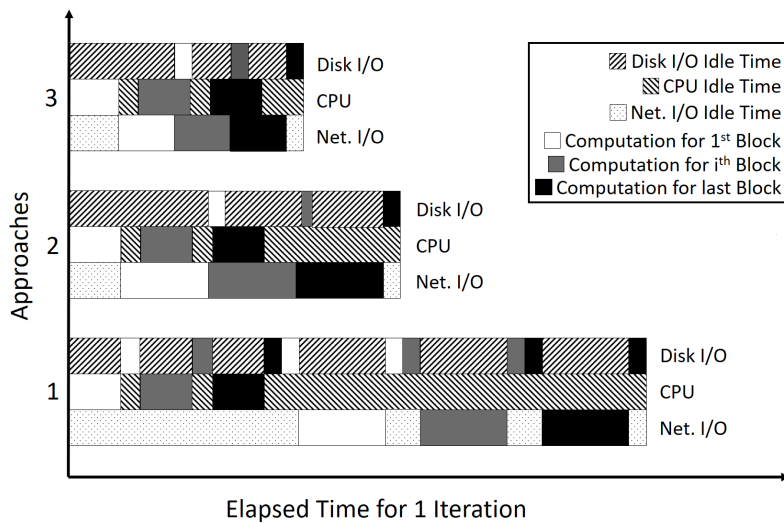 Disk I/O
CPU
Net. I/O
3
Disk I/O Idle Time
CPU Idle Time
Net. I/O Idle Time
Computation for 1st Block
Computation for ith Block
Computation for last Block
Disk I/O
CPU
Net. I/O
2
Approaches
Disk I/O
CPU
Net. I/O
1
Elapsed Time for 1 Iteration